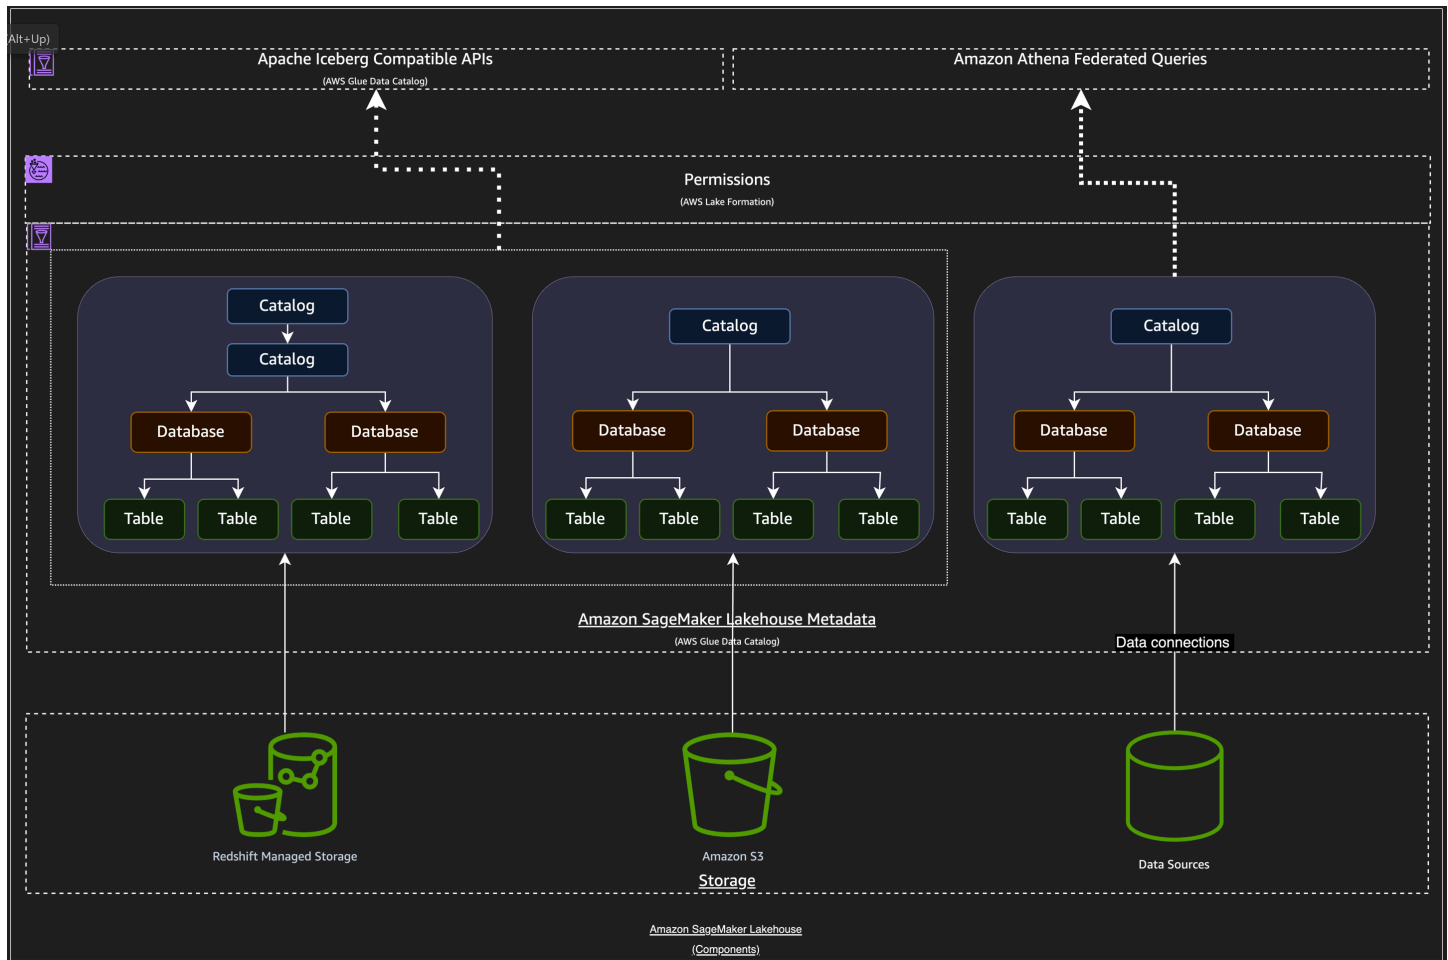 Alt+Up)
Apache Iceberg Compatible APIs
(AWS Glue Data Catalog)
Amazon Athena Federated Queries
Permissions
(AWS Lake Formation)
Catalog
Catalog
Database Database
Table Table Table Table
Catalog
Database Database
Table Table Table Table
Catalog
Database Database
Table Table Table Table
Amazon SageMaker Lakehouse Metadata
(AWS Glue Data Catalog)
Data connections
Redshift Managed Storage
Amazon S3
Data Sources
Storage
Amazon SageMaker Lakehouse
(Components)